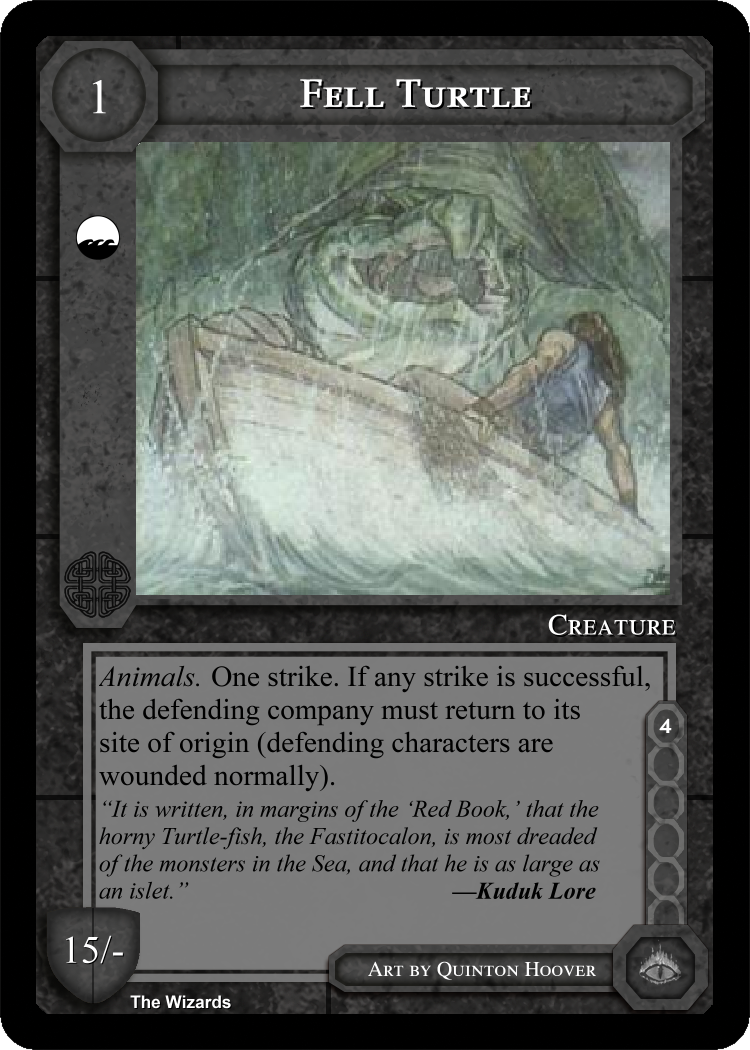 1
Fell Turtle
Creature
Animals. One strike. If any strike is successful,
the defending company must return to its
site of origin (defending characters are
wounded normally).
4
“It is written, in margins of the ‘Red Book,’ that the
horny Turtle-fish, the Fastitocalon, is most dreaded
of the monsters in the Sea, and that he is as large as
an islet.” —Kuduk Lore
15/-
Art by Quinton Hoover
The Wizards